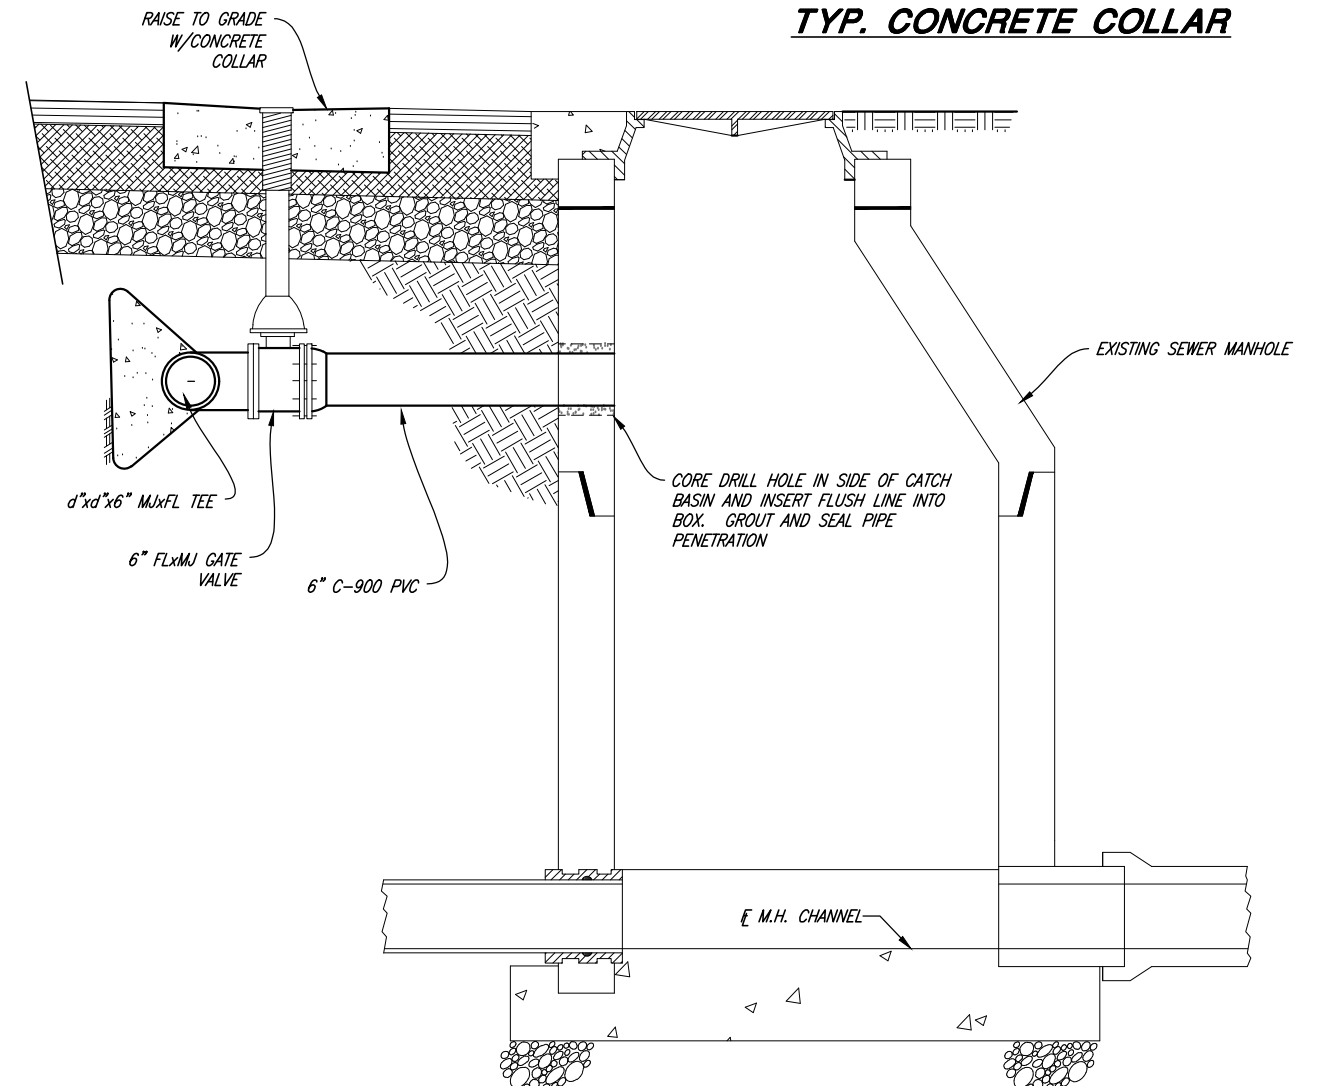 TYP. CONCRETE COLLAR
RAISE TO GRADE
W/CONCRETE
COLLAR
EXISTING SEWER MANHOLE
CORE DRILL HOLE IN SIDE OF CATCH
BASIN AND INSERT FLUSH LINE INTO
BOX. GROUT AND SEAL PIPE
PENETRATION
d"xd"x6" MJxFL TEE
6" FLxMJ GATE
VALVE
6" C-900 PVC
℄ M.H. CHANNEL